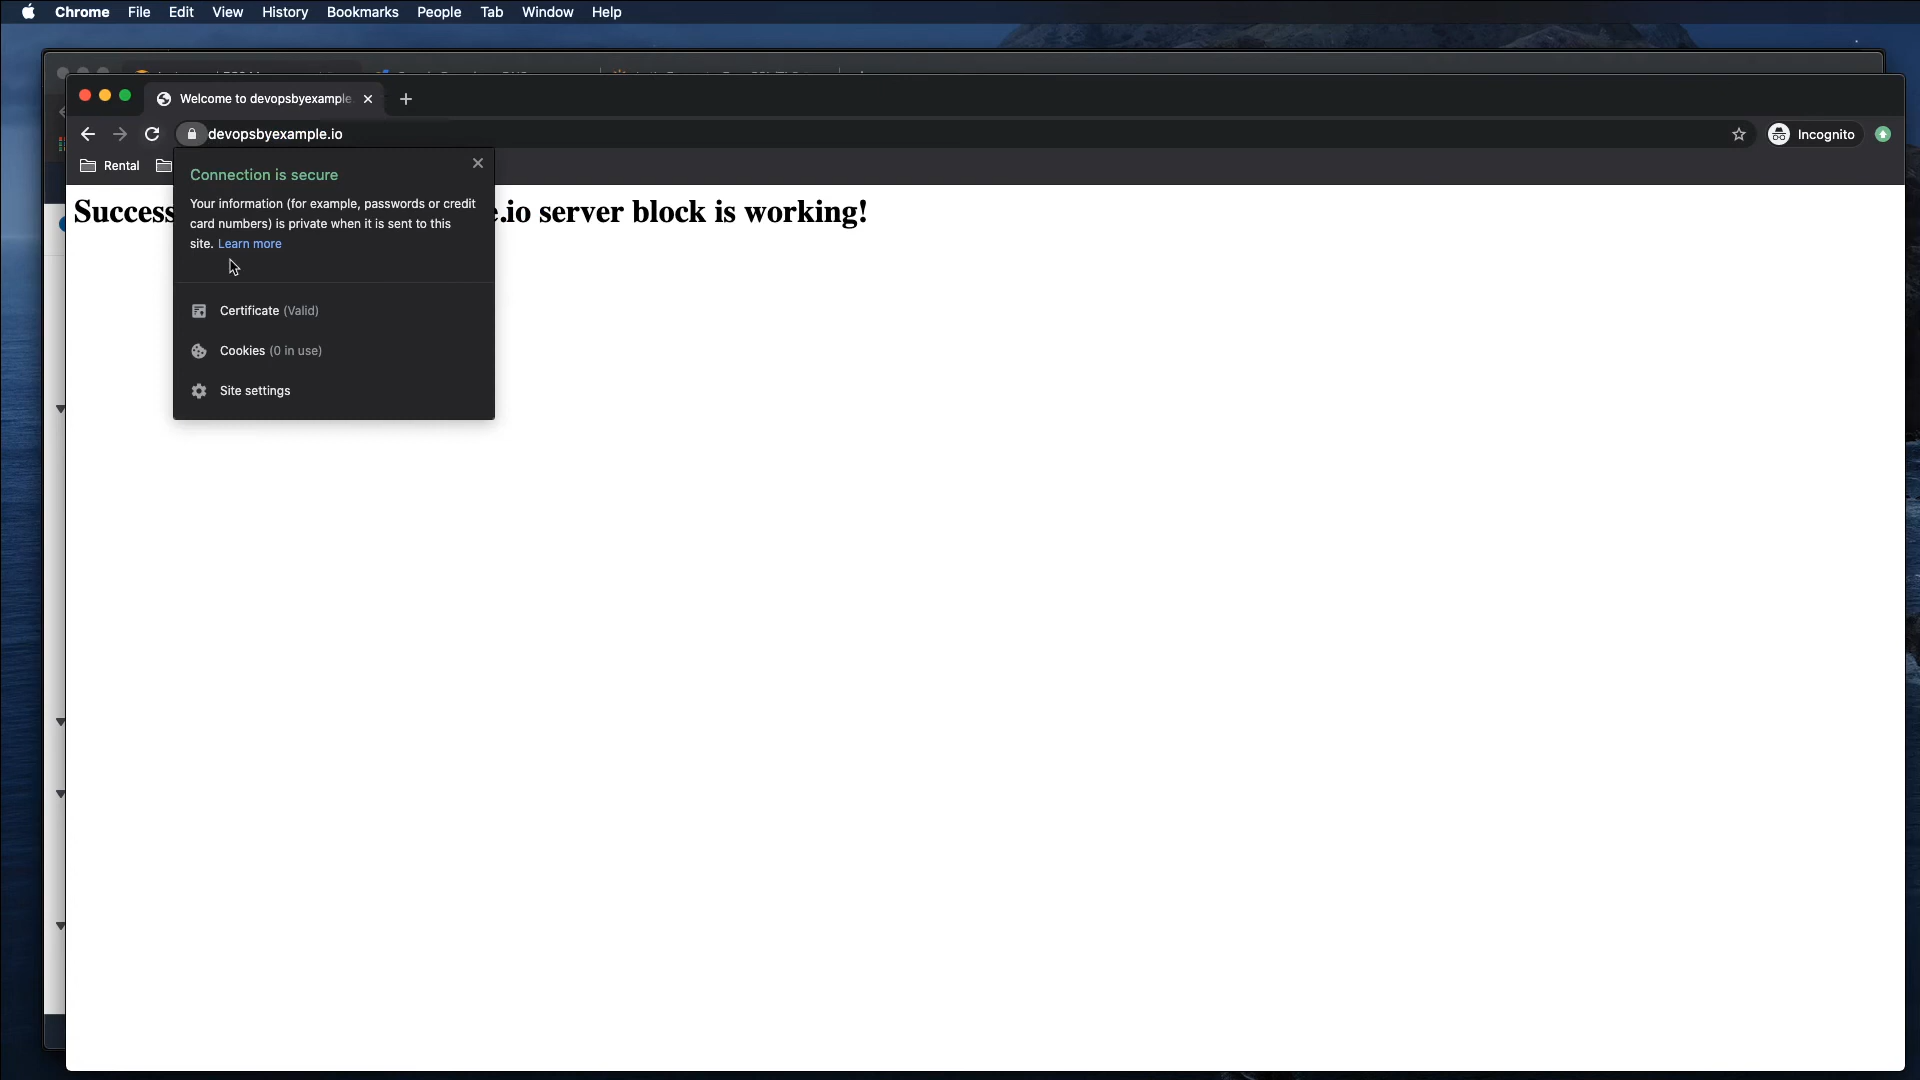 Chrome File Edit View History Bookmarks People Tab Window Help
Welcome to devopsbyexample.
devopsbyexample.io
Incognito
Rental
Connection is secure
Your information (for example, passwords or credit
card numbers) is private when it is sent to this
site. Learn more
Success
.io server block is working!
Certificate (Valid)
Cookies (0 in use)
Site settings